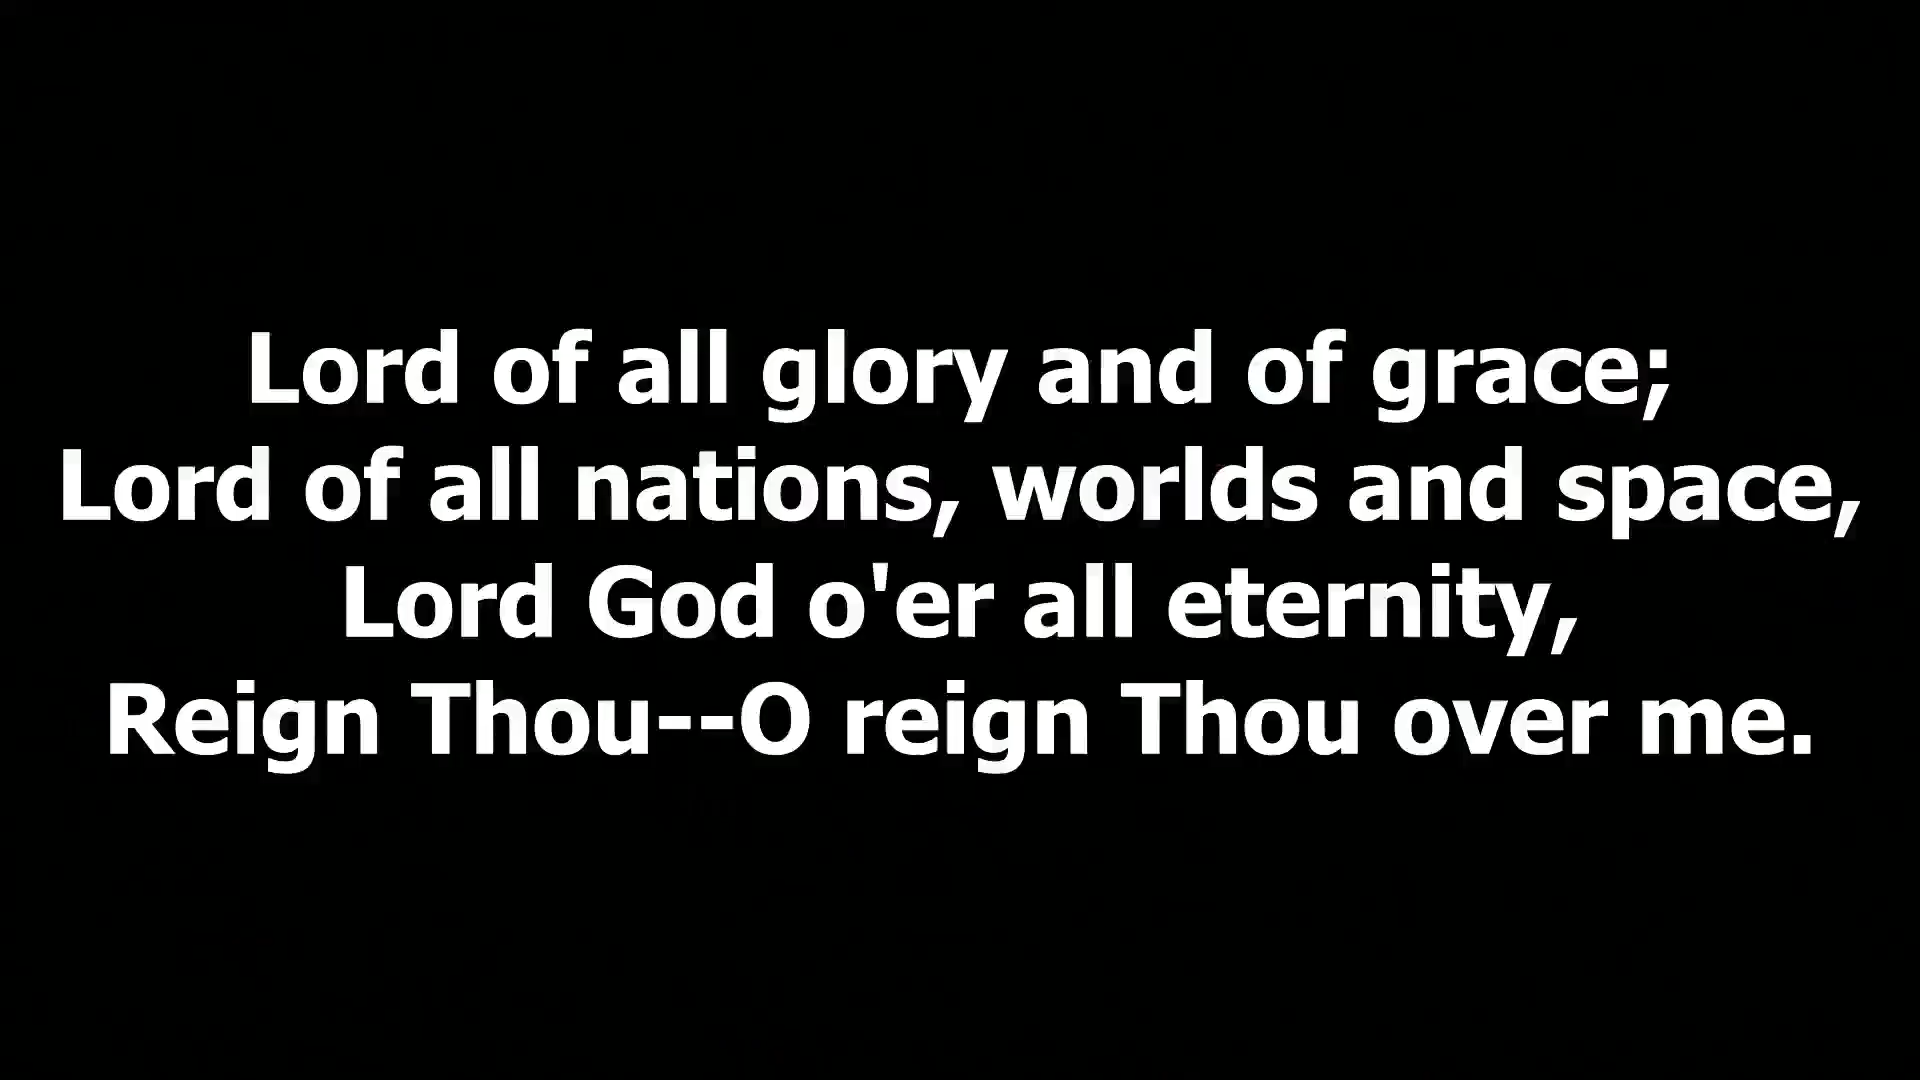 Lord of all glory and of grace;
Lord of all nations, worlds and space,
Lord God o'er all eternity,
Reign Thou--O reign Thou over me.